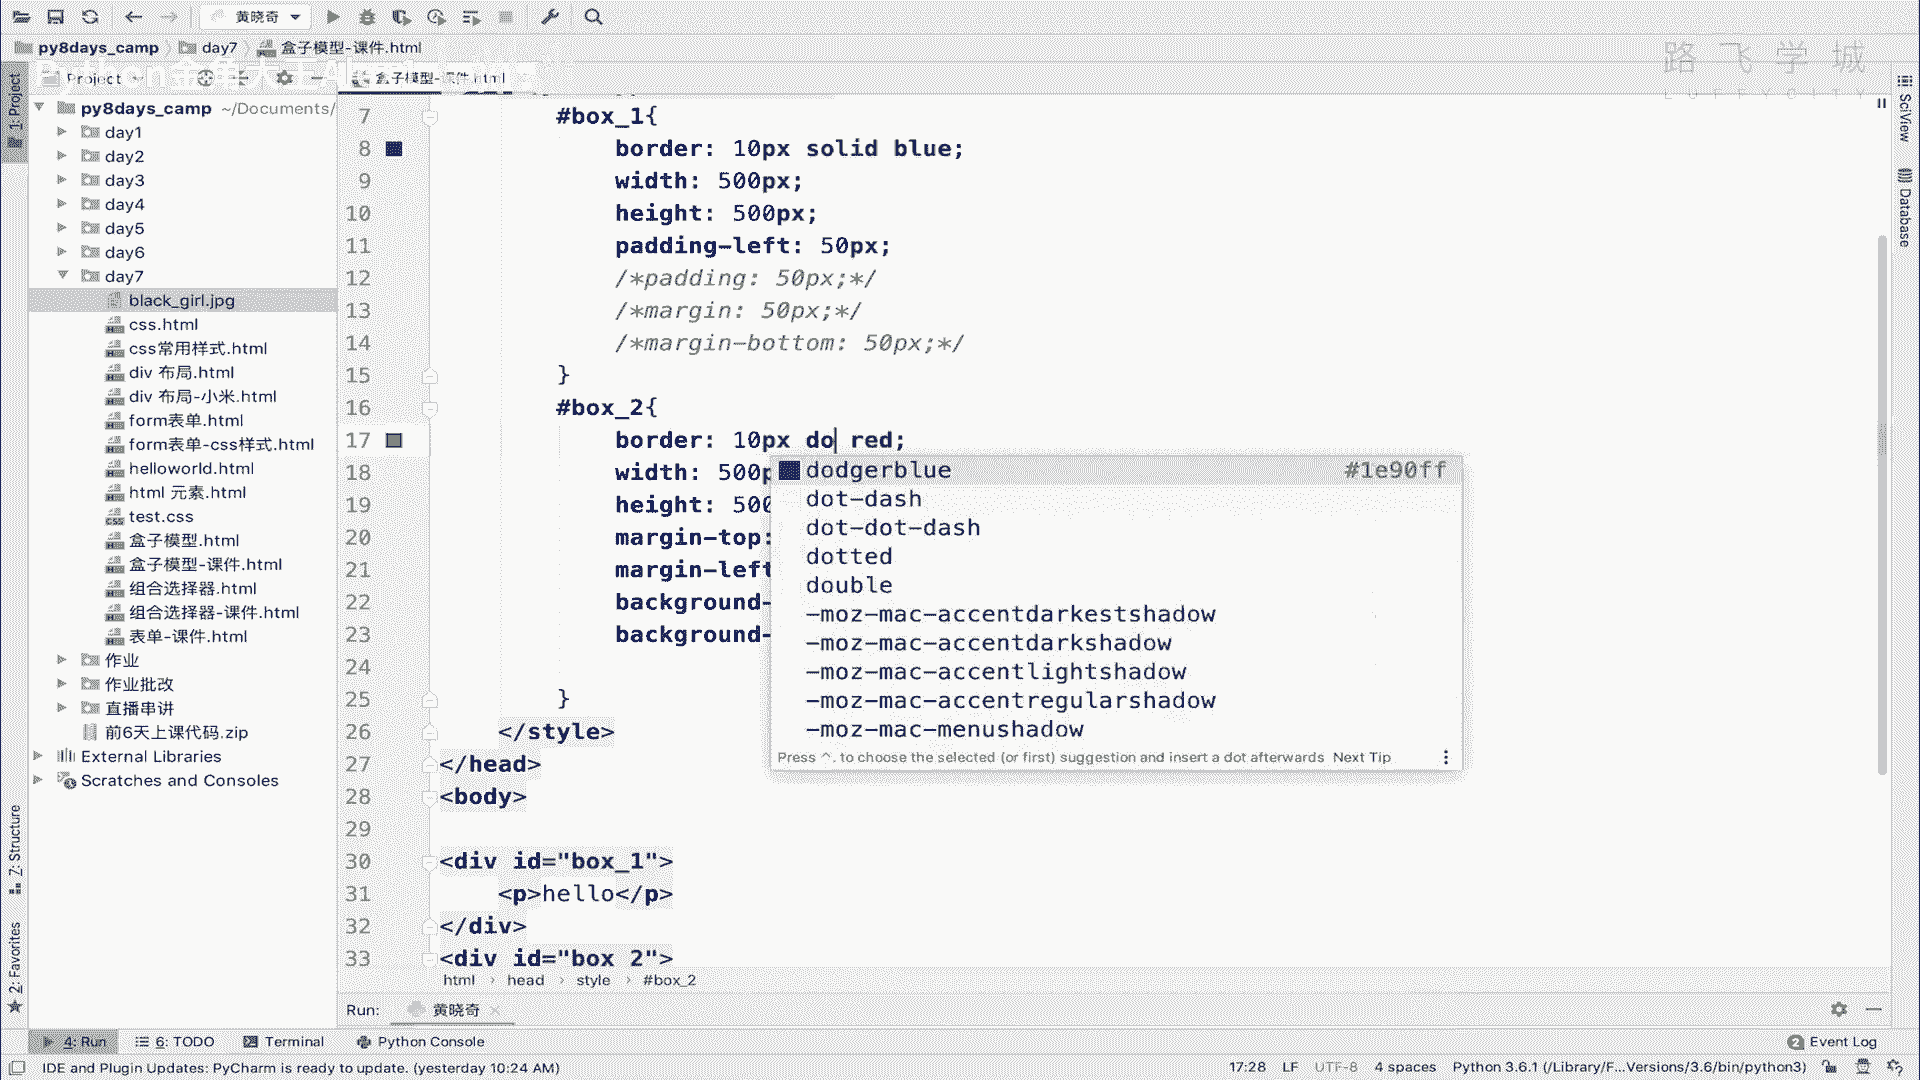 黄晓奇
py8days_camp
day7
盒子模型-课件.html
路飞学城
LUFFYCITY
Project
盒子模型-课件.html
1: Project
py8days_camp ~/Documents/
day1
day2
day3
day4
day5
day6
day7
black_girl.jpg
css.html
css常用样式.html
div 布局.html
div 布局-小米.html
form表单.html
form表单-css样式.html
helloworld.html
html 元素.html
test.css
盒子模型.html
盒子模型-课件.html
组合选择器.html
组合选择器-课件.html
表单-课件.html
作业
作业批改
直播串讲
前6天上课代码.zip
External Libraries
Scratches and Consoles
7: Structure
2: Favorites
7 #box_1{
8 border: 10px solid blue;
9 width: 500px;
10 height: 500px;
11 padding-left: 50px;
12 /*padding: 50px;*/
13 /*margin: 50px;*/
14 /*margin-bottom: 50px;*/
15 }
16 #box_2{
17 border: 10px do red;
18 width: 500p
19 height: 500
20 margin-top:
21 margin-left
22 background-
23 background-
24
25 }
26 </style>
27 </head>
28 <body>
29
30 <div id="box_1">
31 <p>hello</p>
32 </div>
33 <div id="box_2">
dodgerblue #1e90ff
dot-dash
dot-dot-dash
dotted
double
-moz-mac-accentdarkestshadow
-moz-mac-accentdarkshadow
-moz-mac-accentlightshadow
-moz-mac-accentregularshadow
-moz-mac-menushadow
Press ^. to choose the selected (or first) suggestion and insert a dot afterwards Next Tip
html › head › style › #box_2
SciView
Database
Run: 黄晓奇
4: Run
6: TODO
Terminal
Python Console
2 Event Log
IDE and Plugin Updates: PyCharm is ready to update. (yesterday 10:24 AM)
17:28 LF UTF-8 4 spaces Python 3.6.1 (/Library/F...Versions/3.6/bin/python3)